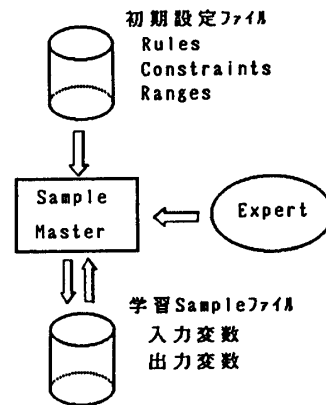 初期設定ﾌｧｲﾙ
Rules
Constraints
Ranges
Sample
Master
Expert
学習Sampleﾌｧｲﾙ
入力変数
出力変数